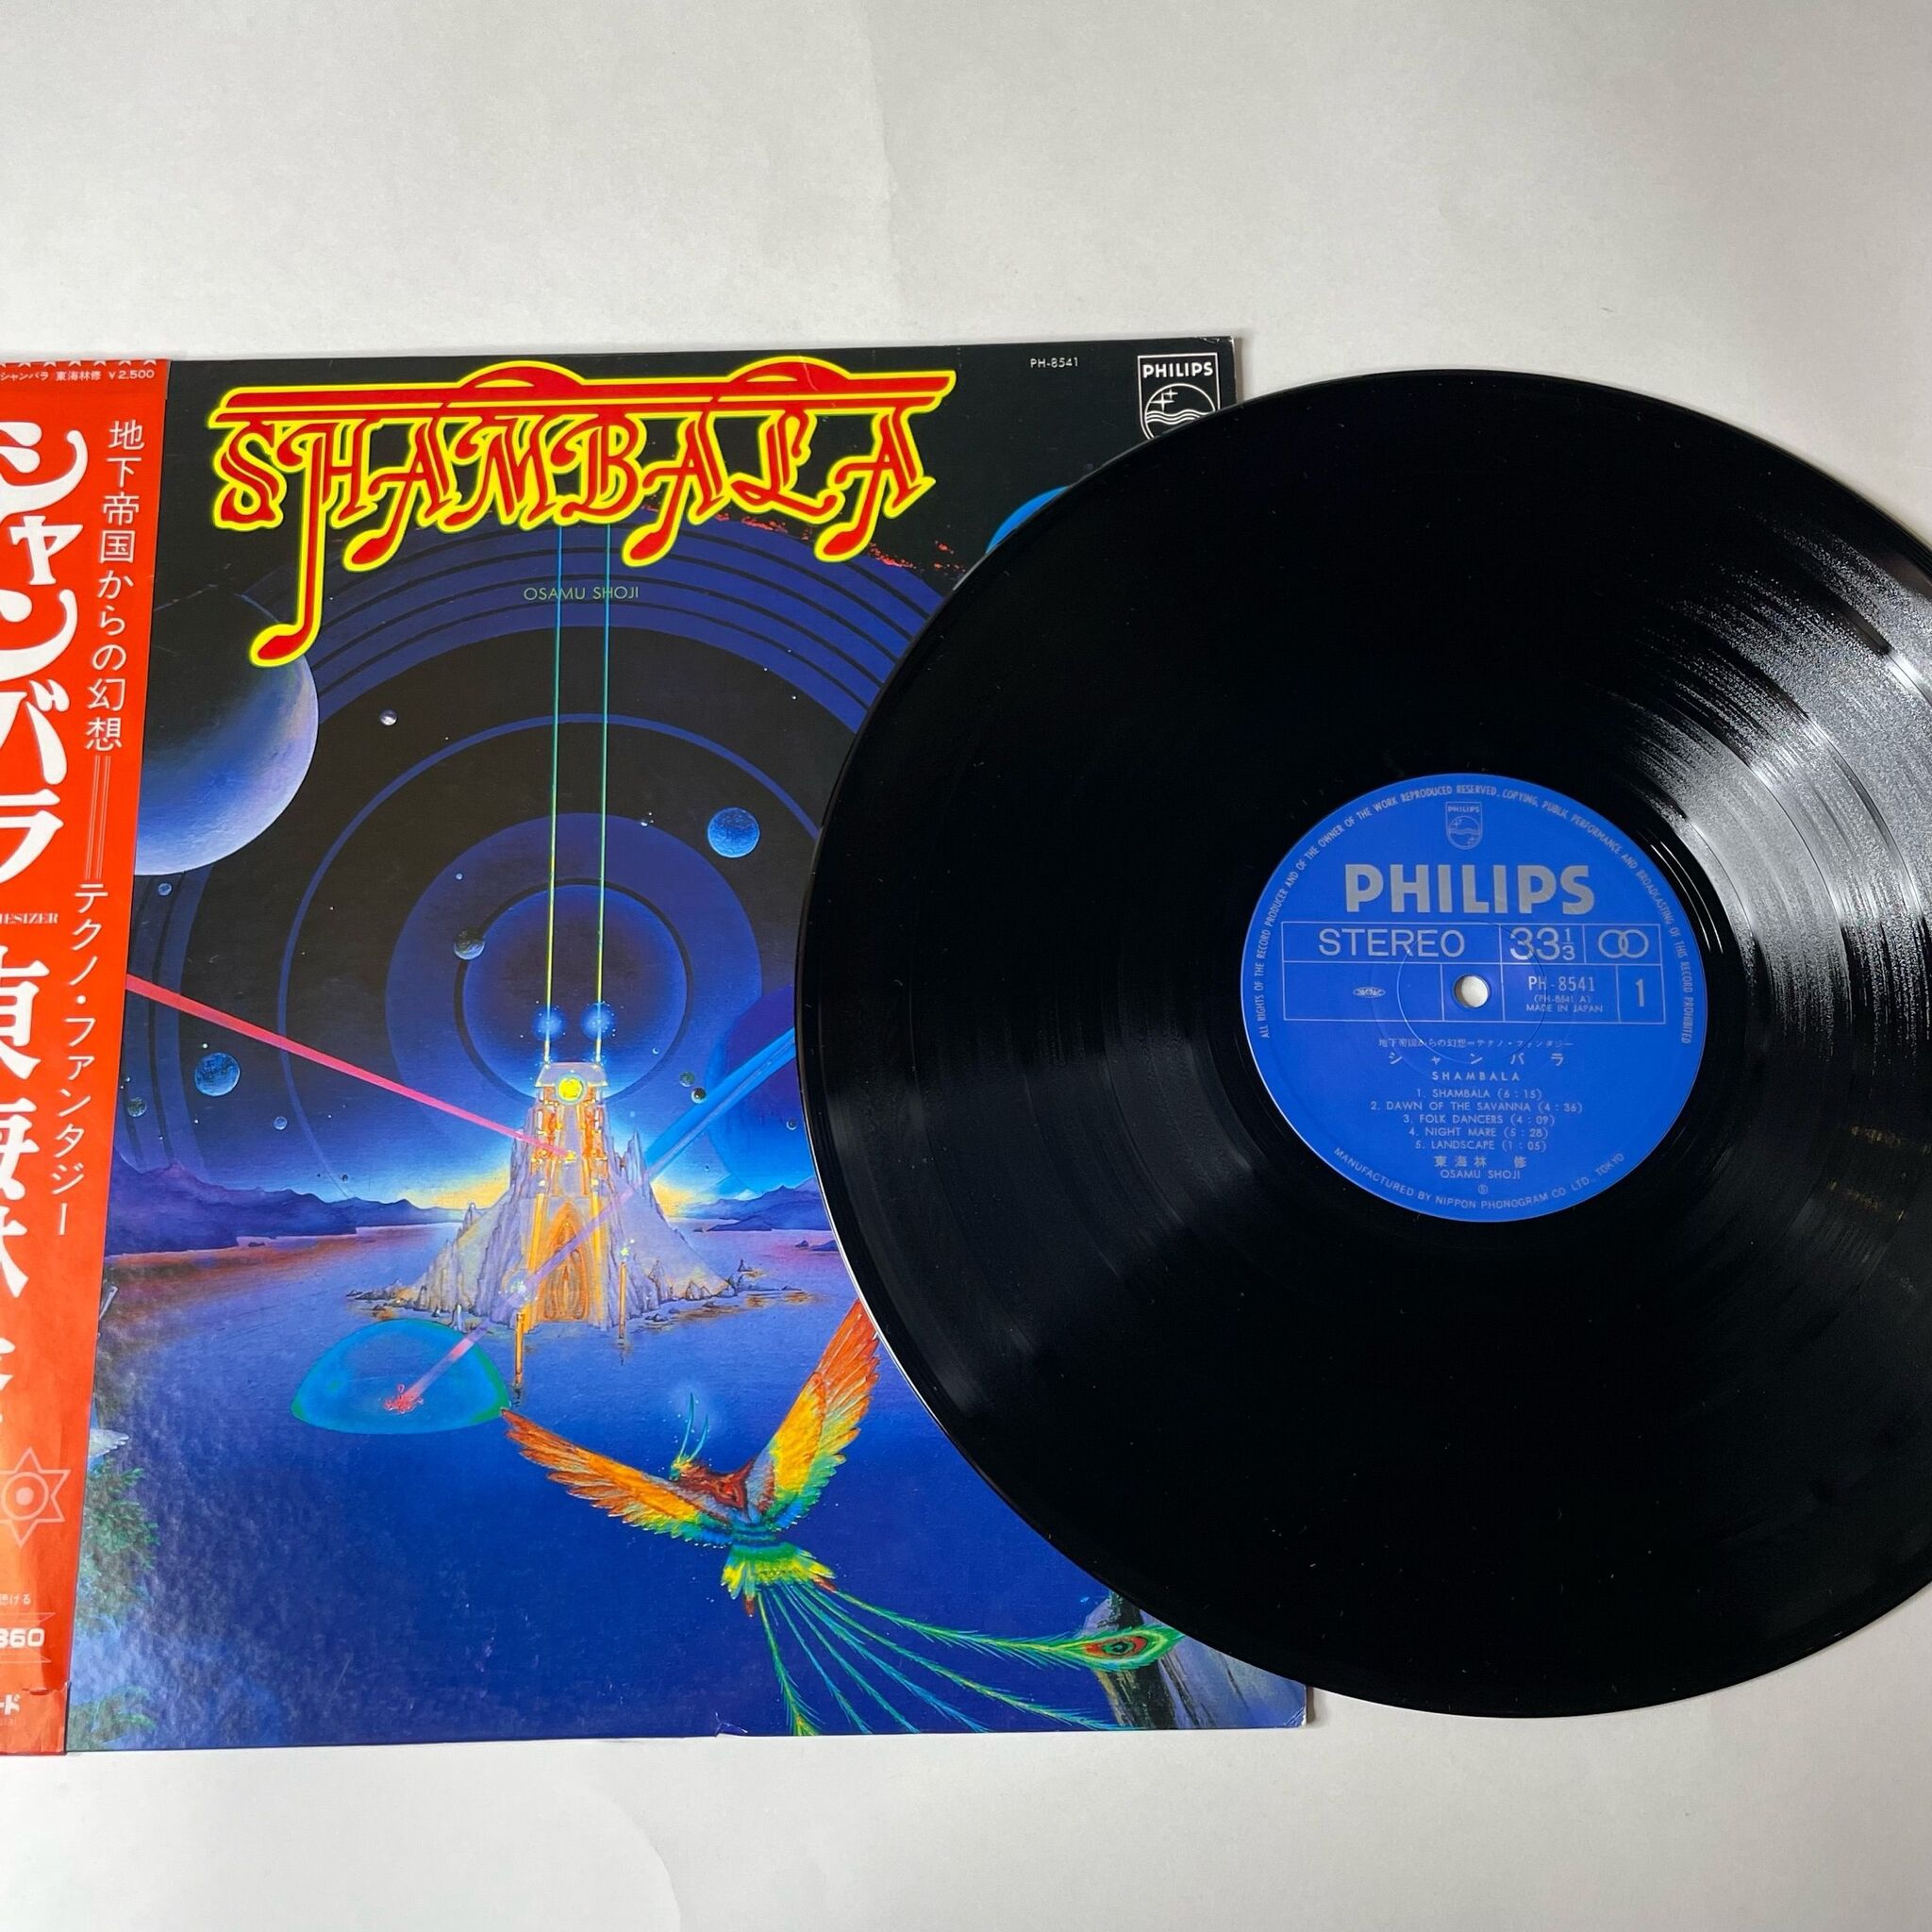 シャンバラ/東海林修 ¥2,500
地下帝国からの幻想＝テクノ・ファンタジー
シャンバラ
東海林修
360
SHAMBALA
OSAMU SHOJI
PH-8541
PHILIPS
ALL RIGHTS OF THE RECORD PRODUCER AND OF THE OWNER OF THE WORK REPRODUCED RESERVED. COPYING, PUBLIC PERFORMANCE AND BROADCASTING OF THIS RECORD PROHIBITED
PHILIPS
PHILIPS
STEREO 33⅓
PH-8541
(PH-8541 A)
MADE IN JAPAN
1
地下帝国からの幻想＝テクノ・ファンタジー
シャンバラ
SHAMBALA
1. SHAMBALA (6:15)
2. DAWN OF THE SAVANNA (4:36)
3. FOLK DANCERS (4:09)
4. NIGHT MARE (5:28)
5. LANDSCAPE (1:05)
東海林 修
OSAMU SHOJI
Ⓟ
MANUFACTURED BY NIPPON PHONOGRAM CO. LTD., TOKYO